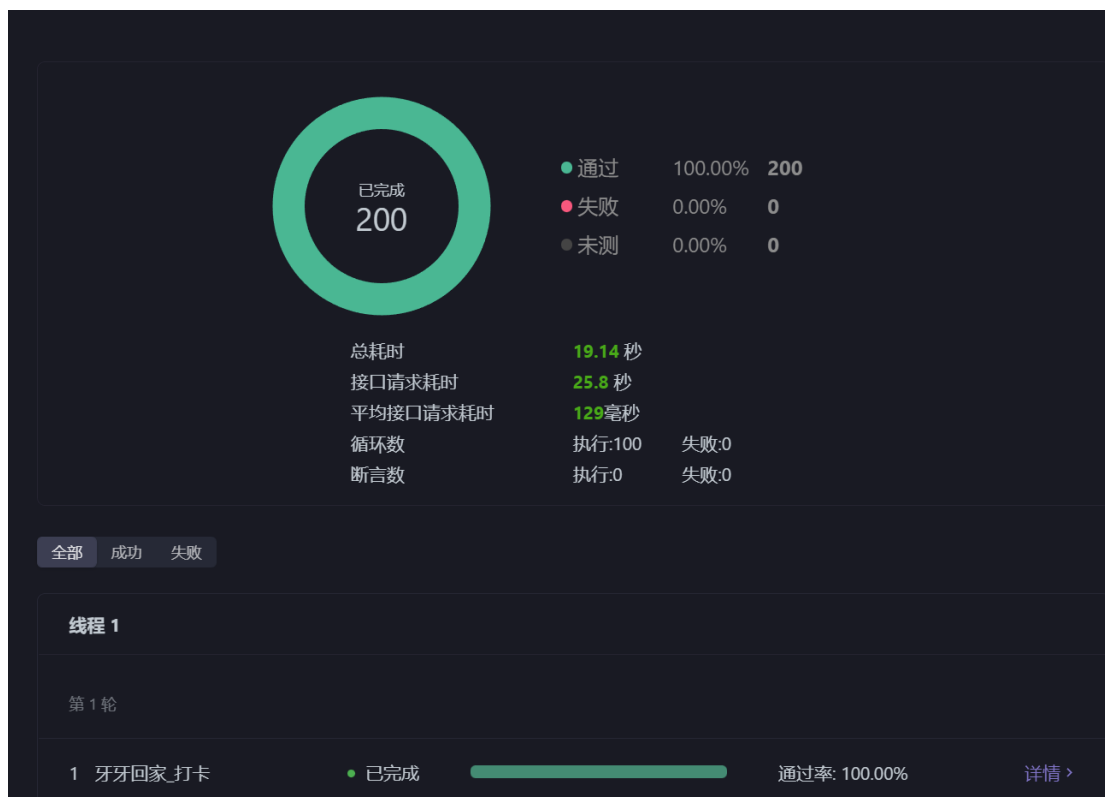 已完成
200
通过 100.00% 200
失败 0.00% 0
未测 0.00% 0
总耗时 19.14 秒
接口请求耗时 25.8 秒
平均接口请求耗时 129毫秒
循环数 执行:100 失败:0
断言数 执行:0 失败:0
全部 成功 失败
线程 1
第 1 轮
1 牙牙回家_打卡 已完成 通过率: 100.00% 详情 >